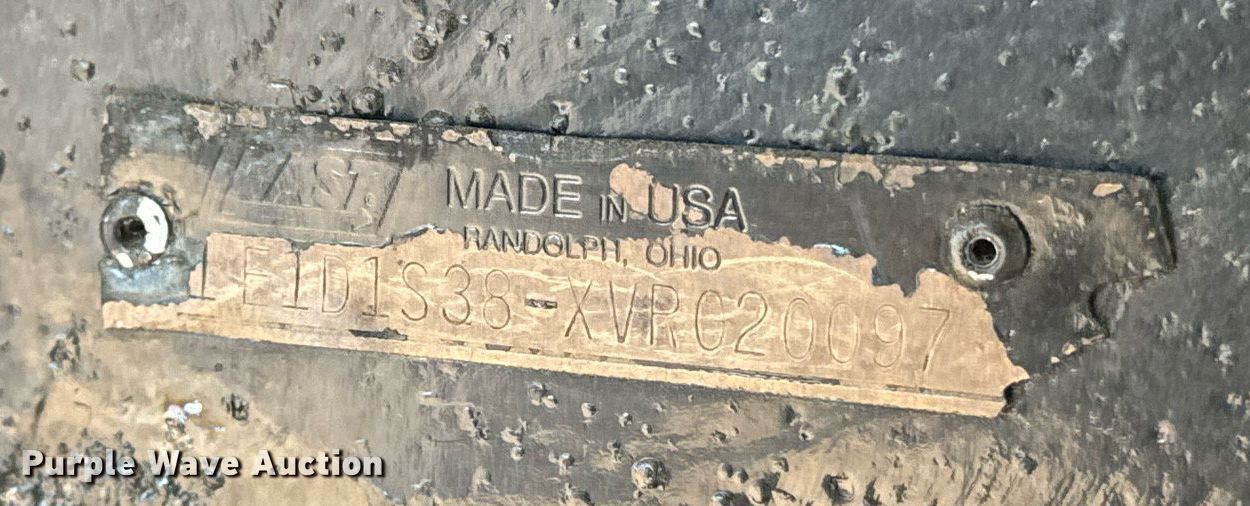 EAST
MADE IN USA
RANDOLPH, OHIO
1E1D1S38-XVRG20097
Purple Wave Auction